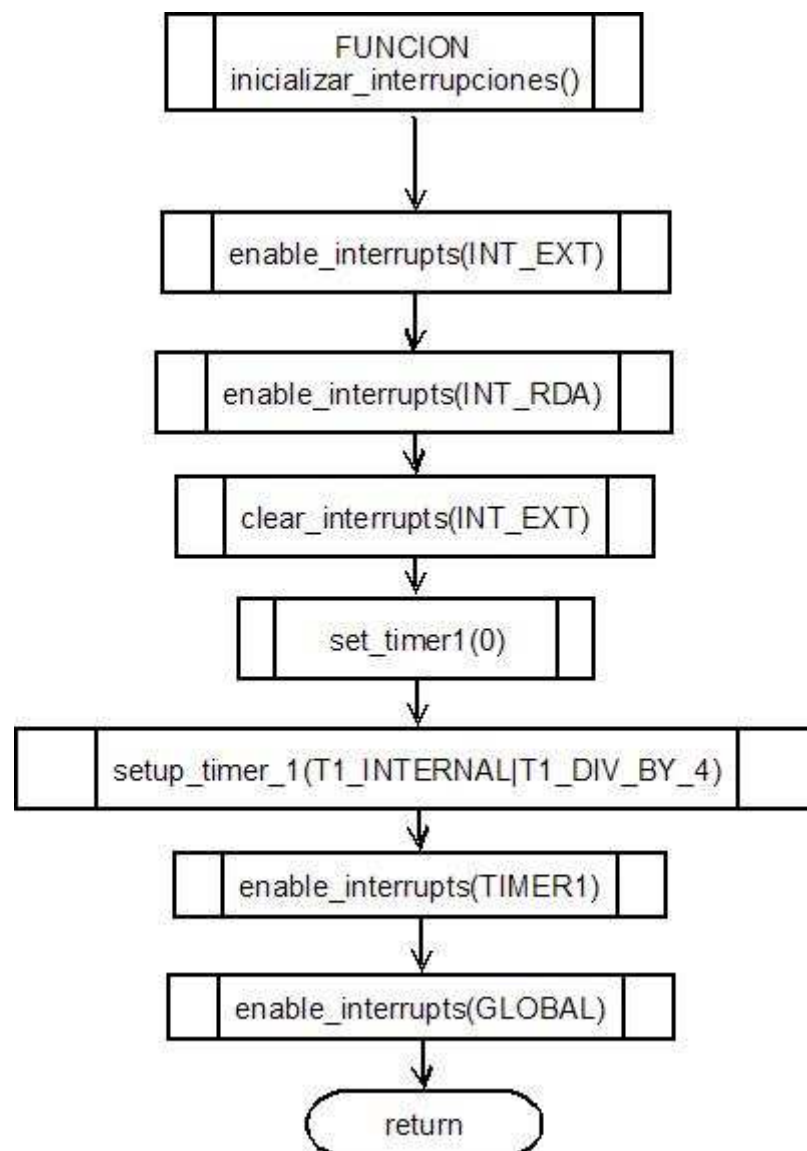 FUNCION
inicializar_interrupciones()
enable_interrupts(INT_EXT)
enable_interrupts(INT_RDA)
clear_interrupts(INT_EXT)
set_timer1(0)
setup_timer_1(T1_INTERNAL|T1_DIV_BY_4)
enable_interrupts(TIMER1)
enable_interrupts(GLOBAL)
return